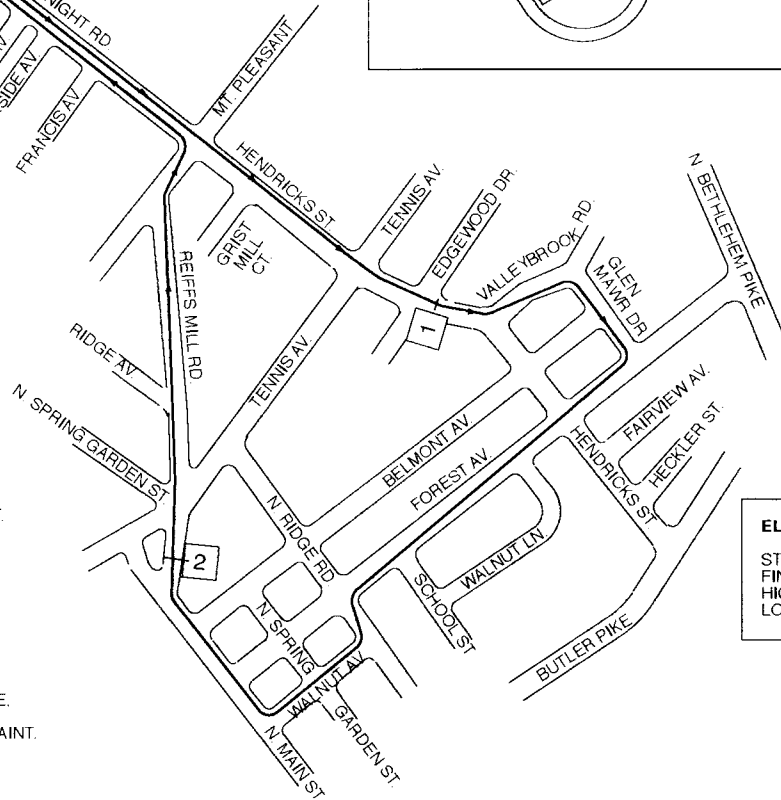 NIGHT RD
SIDE AV.
FRANCIS AV
MT. PLEASANT
HENDRICKS ST.
GRIST
MILL
CT.
TENNIS AV.
EDGEWOOD DR.
VALLEYBROOK RD.
GLEN
MAWR DR
N. BETHLEHEM PIKE
REIFFS MILL RD.
RIDGE AV.
N. SPRING GARDEN ST.
TENNIS AV.
1
BELMONT AV.
FOREST AV.
FAIRVIEW AV.
HECKLER ST.
HENDRICKS ST
N RIDGE RD
2
WALNUT LN
SCHOOL ST
N SPRING
GARDEN ST.
WALNUT AV
BUTLER PIKE
N. MAIN ST
EL
ST
FIN
HIG
LO
E.
AINT.